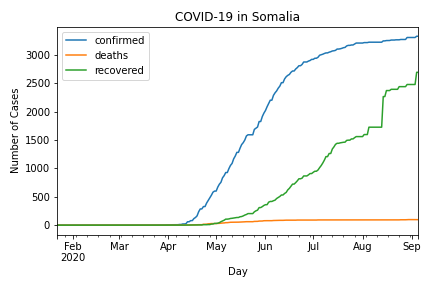 COVID-19 in Somalia
confirmed
deaths
recovered
Number of Cases
3000
2500
2000
1500
1000
500
0
Feb Mar Apr May Jun Jul Aug Sep
2020
Day